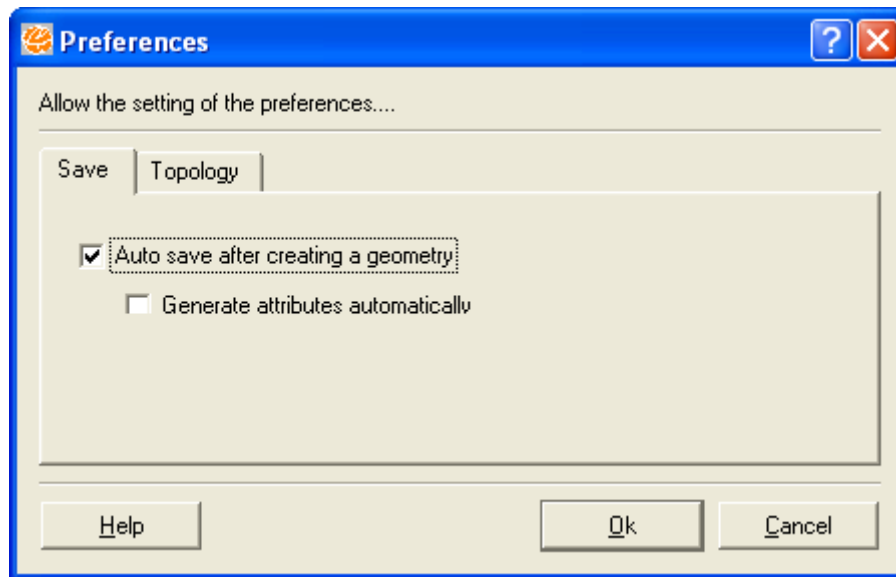 Preferences
Allow the setting of the preferences....
Save
Topology
Auto save after creating a geometry
Generate attributes automatically
Help
Ok
Cancel